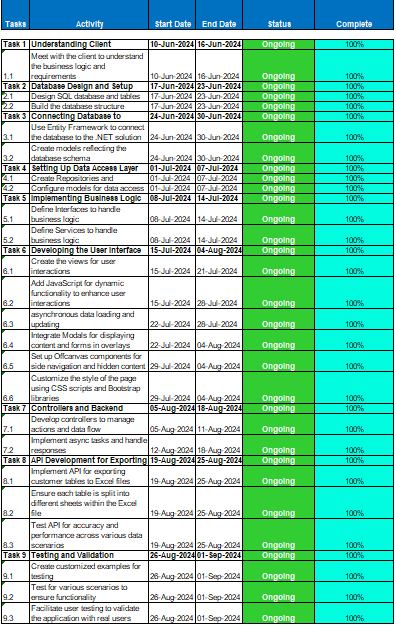 Tasks Activity Start Date End Date Status Complete
Task 1 Understanding Client 10-Jun-2024 16-Jun-2024 Ongoing 100%
Meet with the client to understand
the business logic and
1.1 requirements 10-Jun-2024 16-Jun-2024 Ongoing 100%
Task 2 Database Design and Setup 17-Jun-2024 23-Jun-2024 Ongoing 100%
2.1 Design SQL database and tables 17-Jun-2024 23-Jun-2024 Ongoing 100%
2.2 Build the database structure 17-Jun-2024 23-Jun-2024 Ongoing 100%
Task 3 Connecting Database to 24-Jun-2024 30-Jun-2024 Ongoing 100%
Use Entity Framework to connect
3.1 the database to the .NET solution 24-Jun-2024 30-Jun-2024 Ongoing 100%
Create models reflecting the
3.2 database schema 24-Jun-2024 30-Jun-2024 Ongoing 100%
Task 4 Setting Up Data Access Layer 01-Jul-2024 07-Jul-2024 Ongoing 100%
4.1 Create Repositories and 01-Jul-2024 07-Jul-2024 Ongoing 100%
4.2 Configure models for data access 01-Jul-2024 07-Jul-2024 Ongoing 100%
Task 5 Implementing Business Logic 08-Jul-2024 14-Jul-2024 Ongoing 100%
Define Interfaces to handle
5.1 business logic 08-Jul-2024 14-Jul-2024 Ongoing 100%
Define Services to handle
5.2 business logic 08-Jul-2024 14-Jul-2024 Ongoing 100%
Task 6 Developing the User Interface 15-Jul-2024 04-Aug-2024 Ongoing 100%
Create the views for user
6.1 interactions 15-Jul-2024 21-Jul-2024 Ongoing 100%
Add JavaScript for dynamic
functionality to enhance user
6.2 interactions 15-Jul-2024 28-Jul-2024 Ongoing 100%
asynchronous data loading and
6.3 updating 22-Jul-2024 28-Jul-2024 Ongoing 100%
Integrate Modals for displaying
6.4 content and forms in overlays 22-Jul-2024 04-Aug-2024 Ongoing 100%
Set up Offcanvas components for
6.5 side navigation and hidden content 29-Jul-2024 04-Aug-2024 Ongoing 100%
Customize the style of the page
using CSS scripts and Bootstrap
6.6 libraries 29-Jul-2024 04-Aug-2024 Ongoing 100%
Task 7 Controllers and Backend 05-Aug-2024 18-Aug-2024 Ongoing 100%
Develop controllers to manage
7.1 actions and data flow 05-Aug-2024 11-Aug-2024 Ongoing 100%
Implement async tasks and handle
7.2 responses 12-Aug-2024 18-Aug-2024 Ongoing 100%
Task 8 API Development for Exporting 19-Aug-2024 25-Aug-2024 Ongoing 100%
Implement API for exporting
8.1 customer tables to Excel files 19-Aug-2024 25-Aug-2024 Ongoing 100%
Ensure each table is split into
different sheets within the Excel
8.2 file 19-Aug-2024 25-Aug-2024 Ongoing 100%
Test API for accuracy and
performance across various data
8.3 scenarios 19-Aug-2024 25-Aug-2024 Ongoing 100%
Task 9 Testing and Validation 26-Aug-2024 01-Sep-2024 Ongoing 100%
Create customized examples for
9.1 testing 26-Aug-2024 01-Sep-2024 Ongoing 100%
Test for various scenarios to
9.2 ensure functionality 26-Aug-2024 01-Sep-2024 Ongoing 100%
Facilitate user testing to validate
9.3 the application with real users 26-Aug-2024 01-Sep-2024 Ongoing 100%